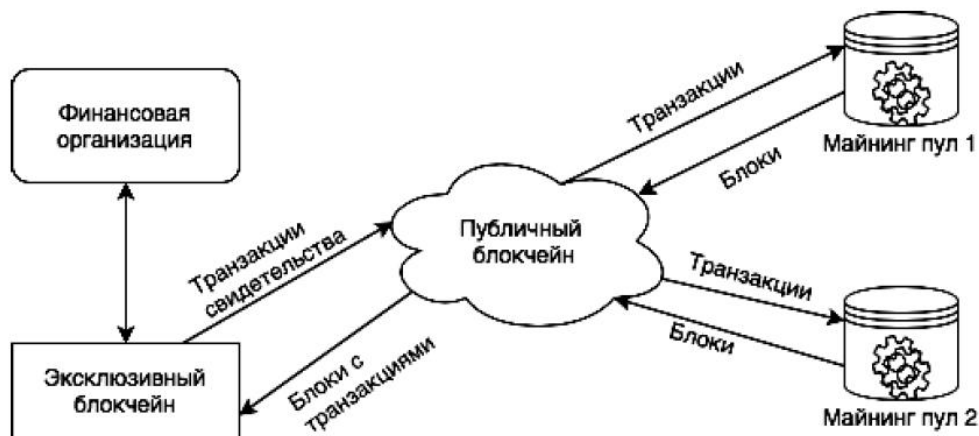 Финансовая
организация
Транзакции
Блоки
Майнинг пул 1
Публичный
блокчейн
Транзакции
свидетельства
Транзакции
Блоки
Майнинг пул 2
Блоки с
транзакциями
Эксклюзивный
блокчейн